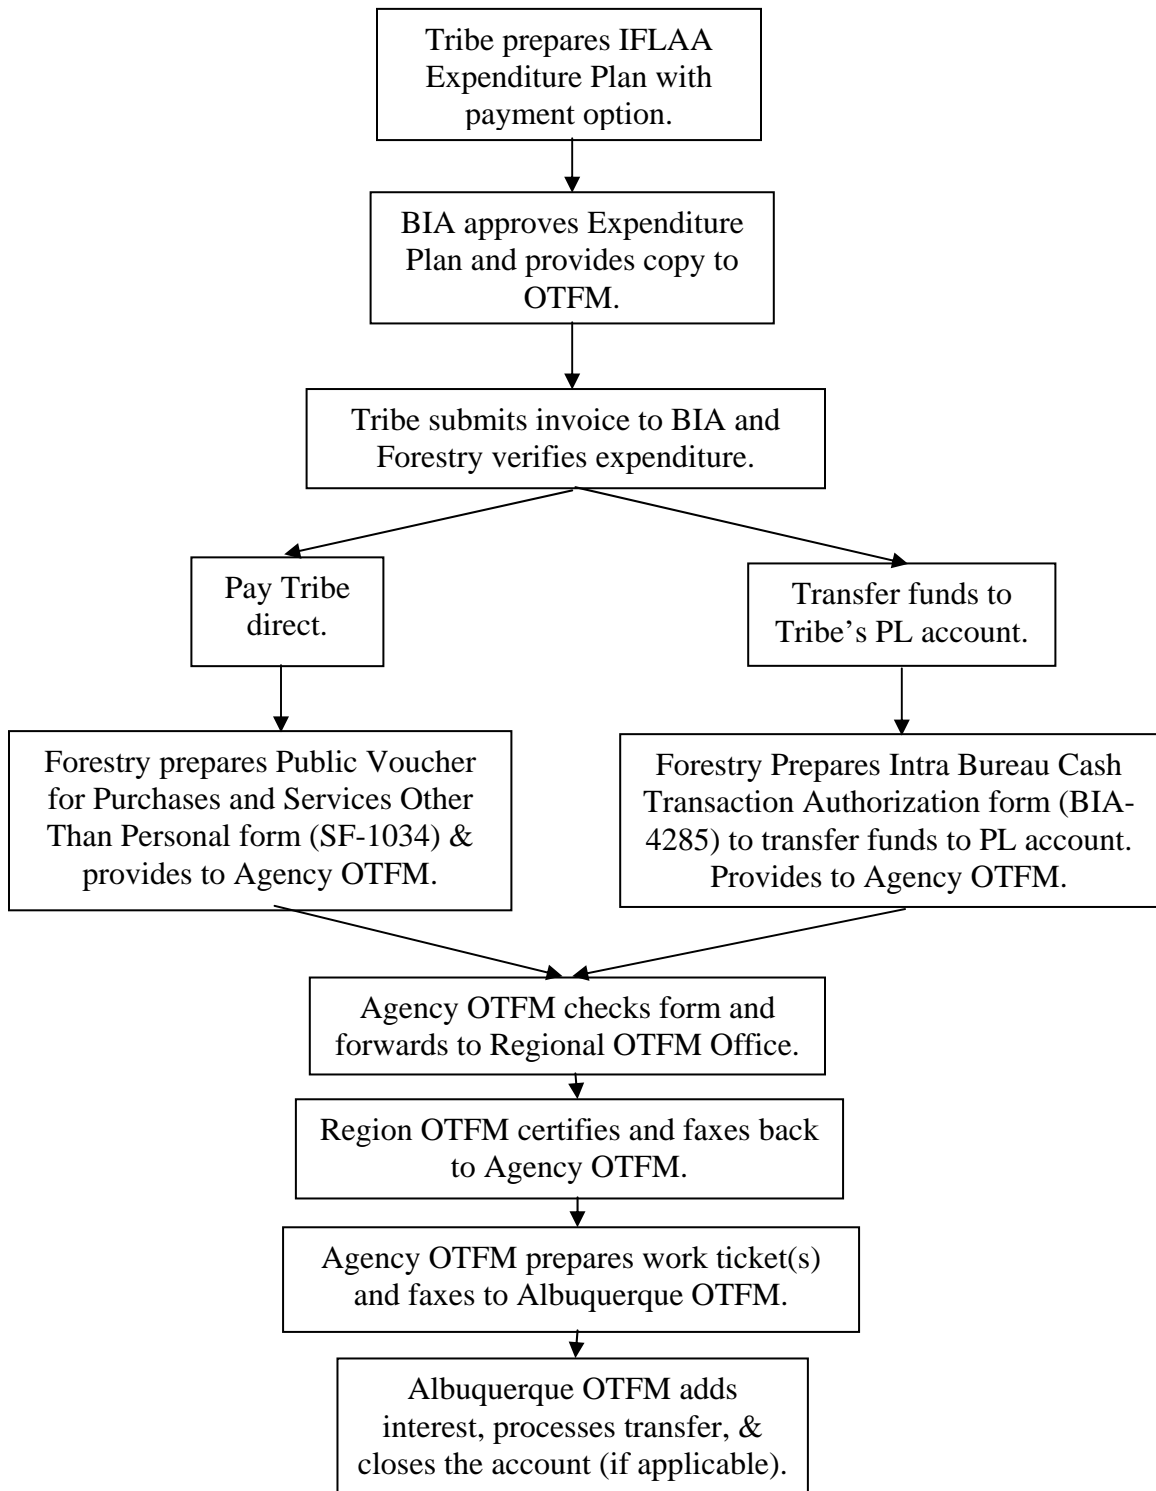 Tribe prepares IFLAA
Expenditure Plan with
payment option.
BIA approves Expenditure
Plan and provides copy to
OTFM.
Tribe submits invoice to BIA and
Forestry verifies expenditure.
Pay Tribe
direct.
Transfer funds to
Tribe’s PL account.
Forestry prepares Public Voucher
for Purchases and Services Other
Than Personal form (SF-1034) &
provides to Agency OTFM.
Forestry Prepares Intra Bureau Cash
Transaction Authorization form (BIA-
4285) to transfer funds to PL account.
Provides to Agency OTFM.
Agency OTFM checks form and
forwards to Regional OTFM Office.
Region OTFM certifies and faxes back
to Agency OTFM.
Agency OTFM prepares work ticket(s)
and faxes to Albuquerque OTFM.
Albuquerque OTFM adds
interest, processes transfer, &
closes the account (if applicable).